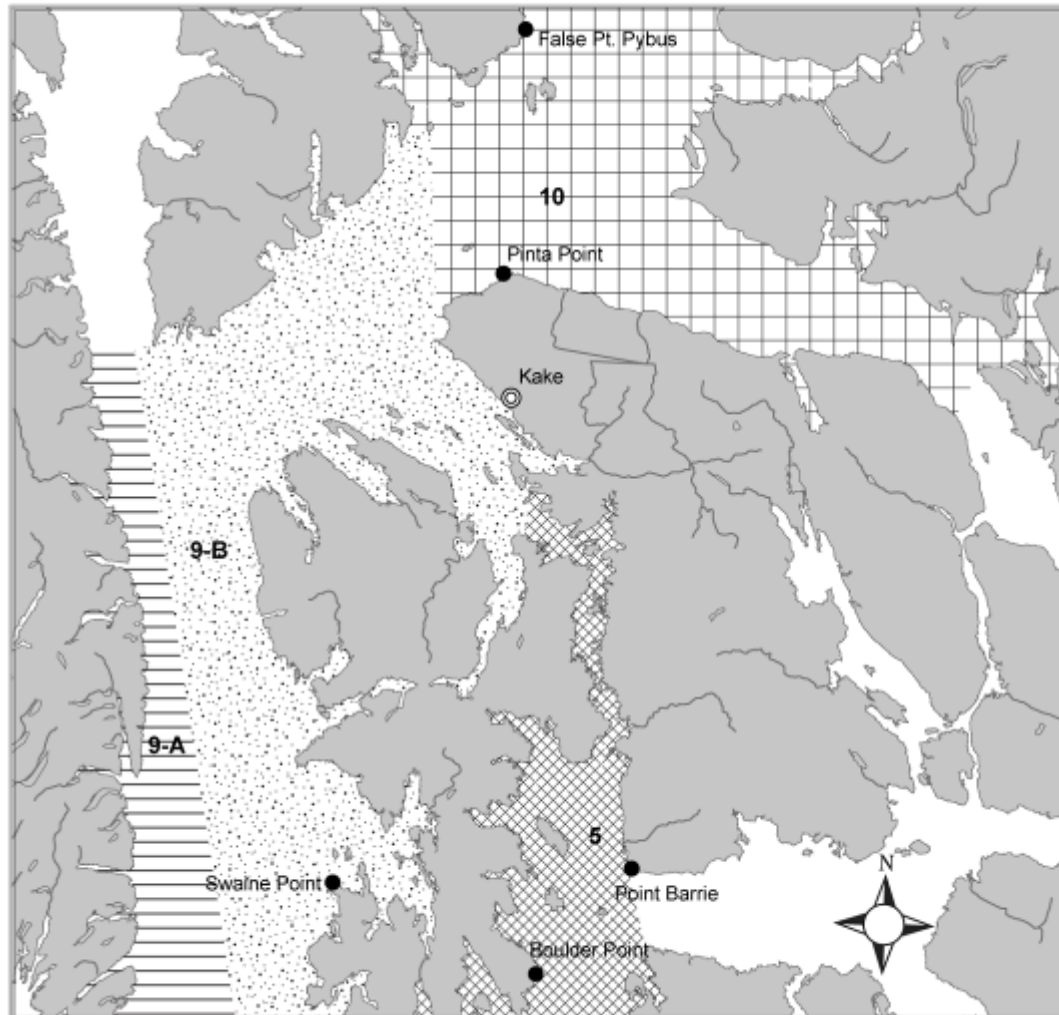 False Pt. Pybus
10
Pinta Point
Kake
9-B
9-A
5
N
Swaine Point
Point Barrie
Boulder Point